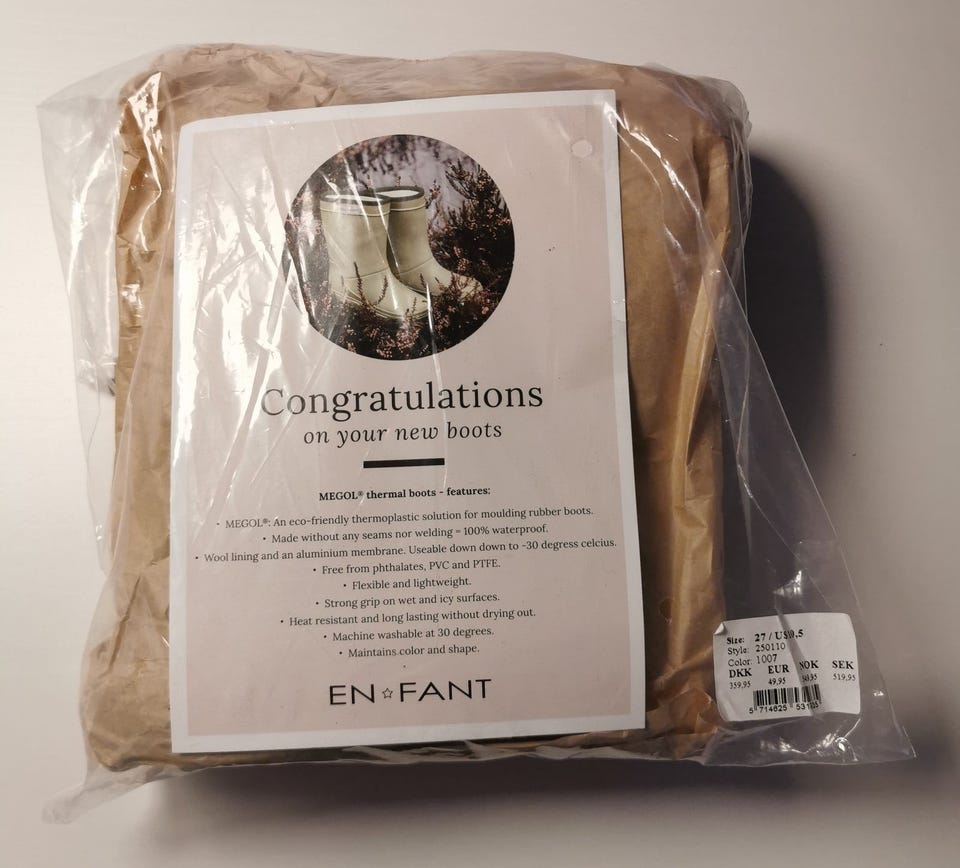 Congratulations
on your new boots
MEGOL® thermal boots - features:
• MEGOL®: An eco-friendly thermoplastic solution for moulding rubber boots.
• Made without any seams nor welding = 100% waterproof.
• Wool lining and an aluminium membrane. Useable down down to -30 degress celcius.
• Free from phthalates, PVC and PTFE.
• Flexible and lightweight.
• Strong grip on wet and icy surfaces.
• Heat resistant and long lasting without drying out.
• Machine washable at 30 degrees.
• Maintains color and shape.
EN☆FANT
Size: 27 /
Style: 250110
Color: 1007
DKK EUR NOK SEK
359,95 49,95 519,95
5 714625